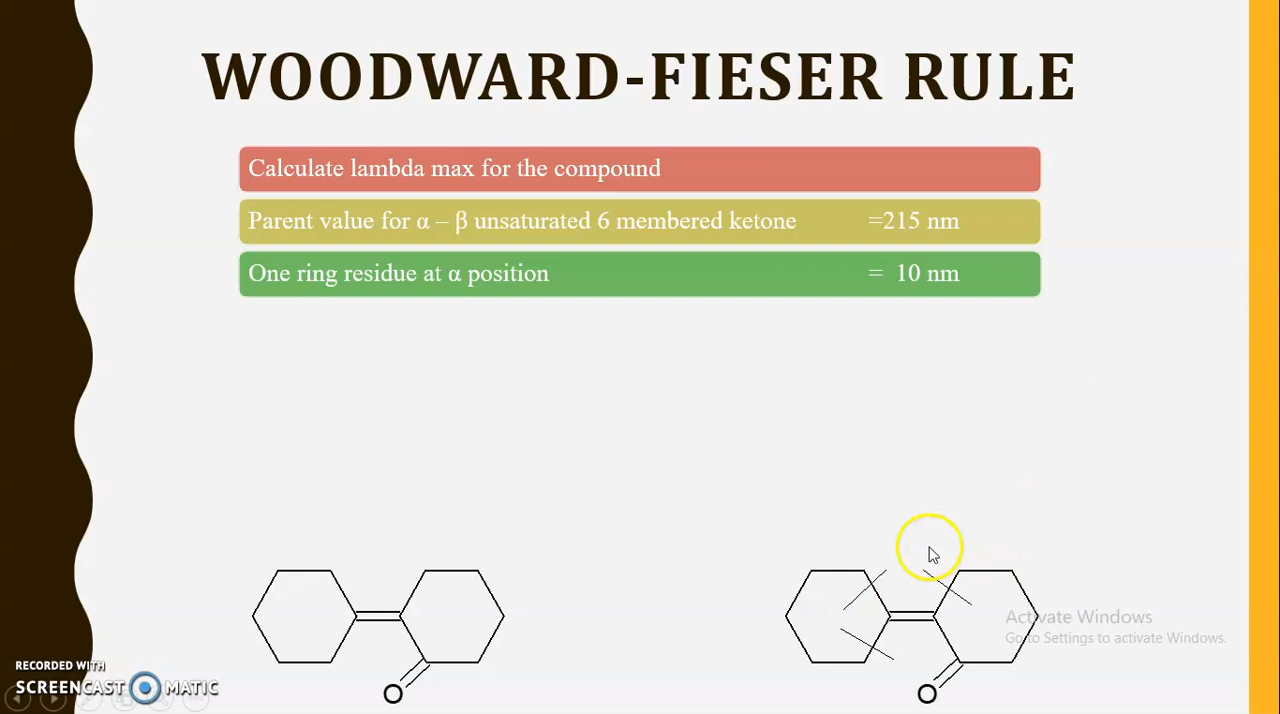 WOODWARD-FIESER RULE
Calculate lambda max for the compound
Parent value for α – β unsaturated 6 membered ketone =215 nm
One ring residue at α position = 10 nm
Activate Windows
Go to Settings to activate Windows.
RECORDED WITH
SCREENCAST MATIC
O
O